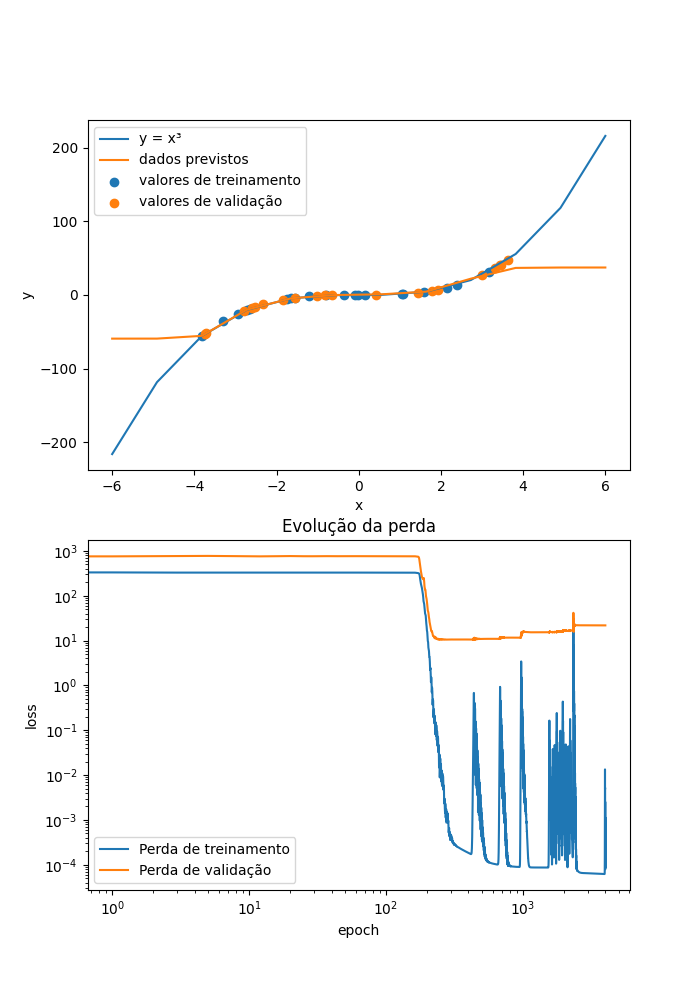 y = x³
dados previstos
valores de treinamento
valores de validação
200
100
0
−100
−200
y
−6 −4 −2 0 2 4 6
x
Evolução da perda
10³
10²
10¹
10⁰
10⁻¹
10⁻²
10⁻³
10⁻⁴
loss
Perda de treinamento
Perda de validação
10⁰ 10¹ 10² 10³
epoch